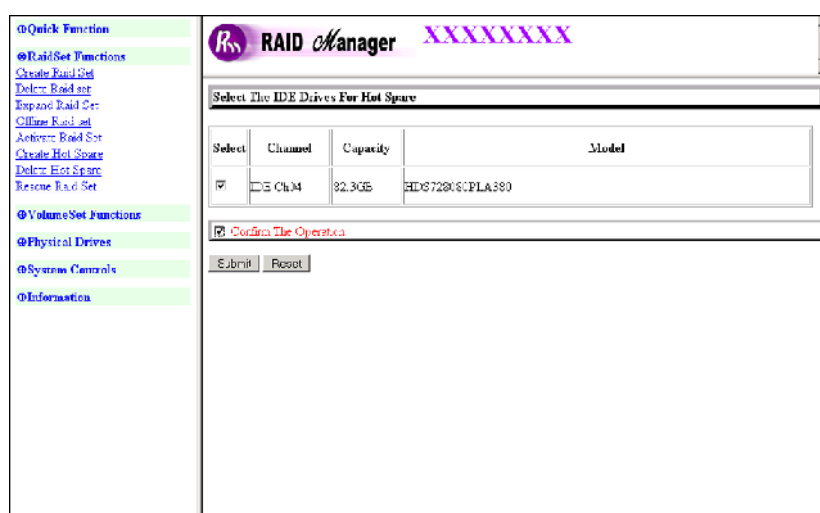 Quick Function
RaidSet Functions
Create Raid Set
Delete Raid set
Expand Raid Set
Offline Raid set
Activate Raid Set
Create Hot Spare
Delete Hot Spare
Rescue Raid Set
VolumeSet Functions
Physical Drives
System Controls
Information
Rm RAID Manager XXXXXXXX
Select The IDE Drives For Hot Spare
Select Channel Capacity Model
IDE Ch04 82.3GB
Confirm The Operation
Submit Reset